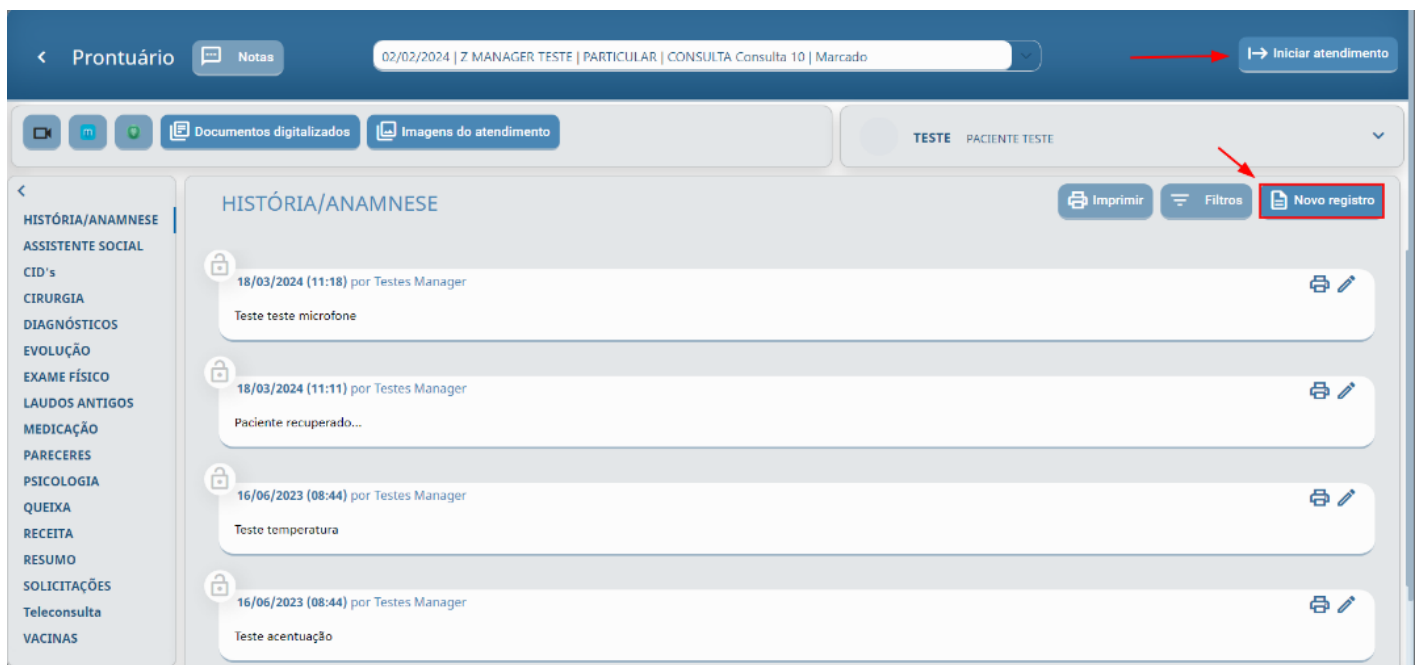 Prontuário
Notas
02/02/2024 | Z MANAGER TESTE | PARTICULAR | CONSULTA Consulta 10 | Marcado
Iniciar atendimento
m
Documentos digitalizados
Imagens do atendimento
TESTE PACIENTE TESTE
HISTÓRIA/ANAMNESE
ASSISTENTE SOCIAL
CID's
CIRURGIA
DIAGNÓSTICOS
EVOLUÇÃO
EXAME FÍSICO
LAUDOS ANTIGOS
MEDICAÇÃO
PARECERES
PSICOLOGIA
QUEIXA
RECEITA
RESUMO
SOLICITAÇÕES
Teleconsulta
VACINAS
HISTÓRIA/ANAMNESE
Imprimir
Filtros
Novo registro
18/03/2024 (11:18) por Testes Manager
Teste teste microfone
18/03/2024 (11:11) por Testes Manager
Paciente recuperado...
16/06/2023 (08:44) por Testes Manager
Teste temperatura
16/06/2023 (08:44) por Testes Manager
Teste acentuação